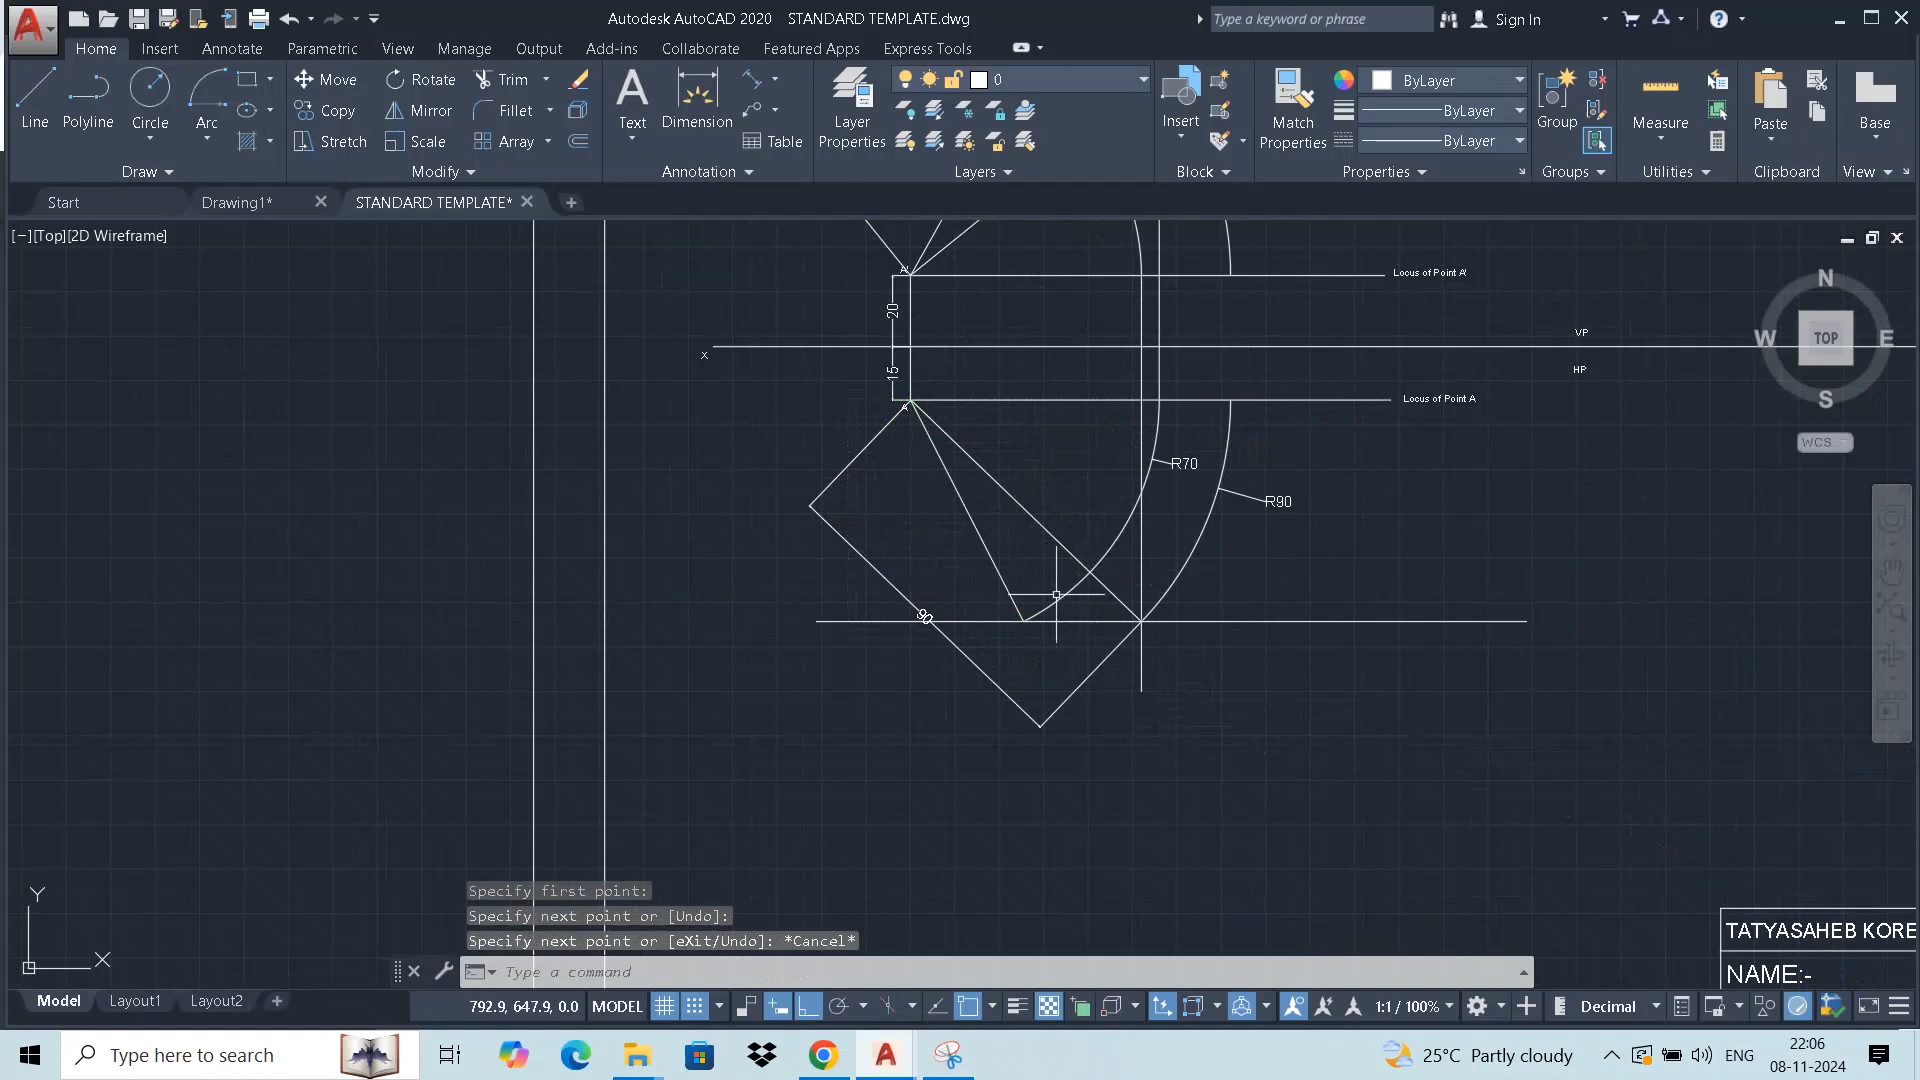 Autodesk AutoCAD 2020 STANDARD TEMPLATE.dwg
Type a keyword or phrase
Sign In
Home Insert Annotate Parametric View Manage Output Add-ins Collaborate Featured Apps Express Tools
Line Polyline Circle Arc
Move Rotate Trim
Copy Mirror Fillet
Stretch Scale Array
Text Dimension Table
Layer Properties
0
Insert
Match Properties
ByLayer
ByLayer
ByLayer
Group
Measure
Paste
Base
Draw Modify Annotation Layers Block Properties Groups Utilities Clipboard View
Start Drawing1* STANDARD TEMPLATE*
[−][Top][2D Wireframe]
N
W TOP E
S
WCS
A'
Locus of Point A'
20
VP
X
15
HP
A
Locus of Point A
R70
R90
90
Y
X
Specify first point:
Specify next point or [Undo]:
Specify next point or [eXit/Undo]: *Cancel*
Type a command
TATYASAHEB KORE
NAME:-
Model Layout1 Layout2
792.9, 647.9, 0.0 MODEL
1:1 / 100%
Decimal
Type here to search
25°C Partly cloudy
ENG
22:06
08-11-2024